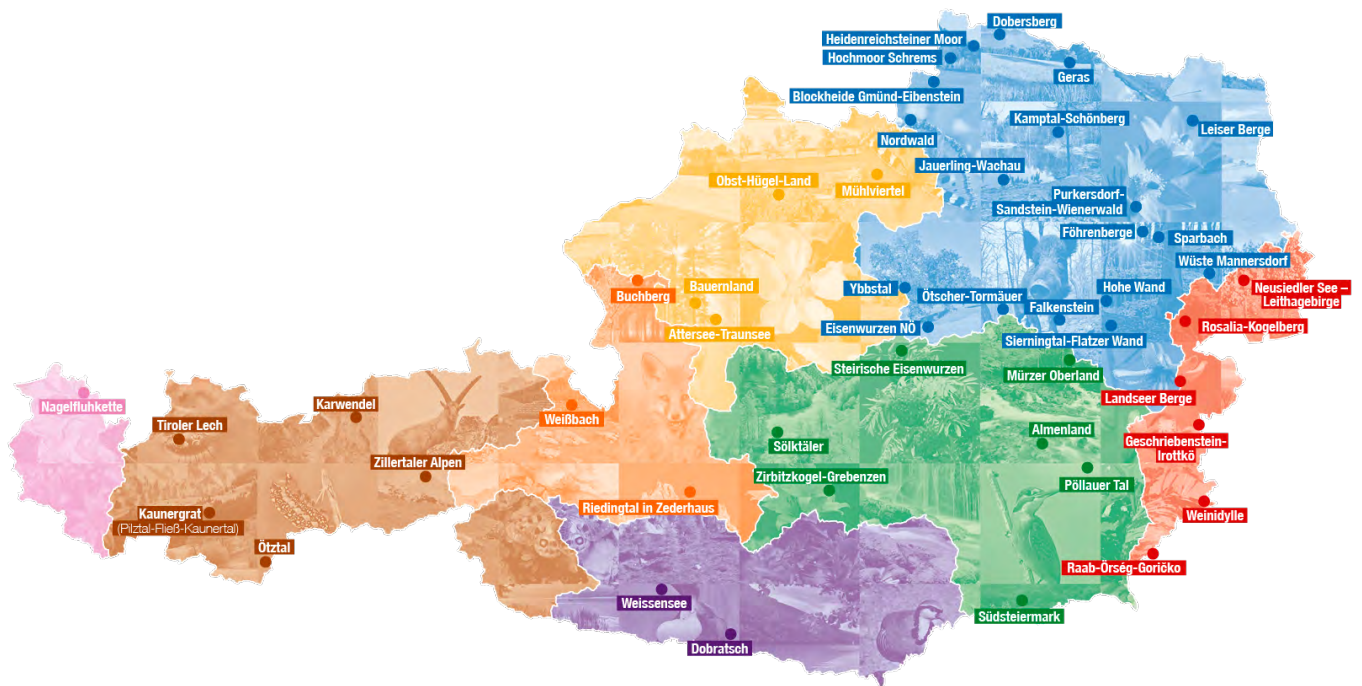 Dobersberg
Heidenreichsteiner Moor
Hochmoor Schrems
Geras
Blockheide Gmünd-Eibenstein
Kamptal-Schönberg
Leiser Berge
Nordwald
Jauerling-Wachau
Obst-Hügel-Land
Mühlviertel
Purkersdorf-
Sandstein-Wienerwald
Föhrenberge
Sparbach
Wüste Mannersdorf
Buchberg
Bauernland
Ybbstal
Ötscher-Tormäuer
Hohe Wand
Neusiedler See –
Leithagebirge
Falkenstein
Attersee-Traunsee
Eisenwurzen NÖ
Rosalia-Kogelberg
Sierningtal-Flatzer Wand
Steirische Eisenwurzen
Mürzer Oberland
Landseer Berge
Nagelfluhkette
Karwendel
Weißbach
Tiroler Lech
Almenland
Geschriebenstein-
Irottkö
Sölktäler
Zillertaler Alpen
Zirbitzkogel-Grebenzen
Pöllauer Tal
Riedingtal in Zederhaus
Weinidylle
Kaunergrat
(Pilztal-Fließ-Kaunertal)
Ötztal
Raab-Örség-Goričko
Weissensee
Südsteiermark
Dobratsch